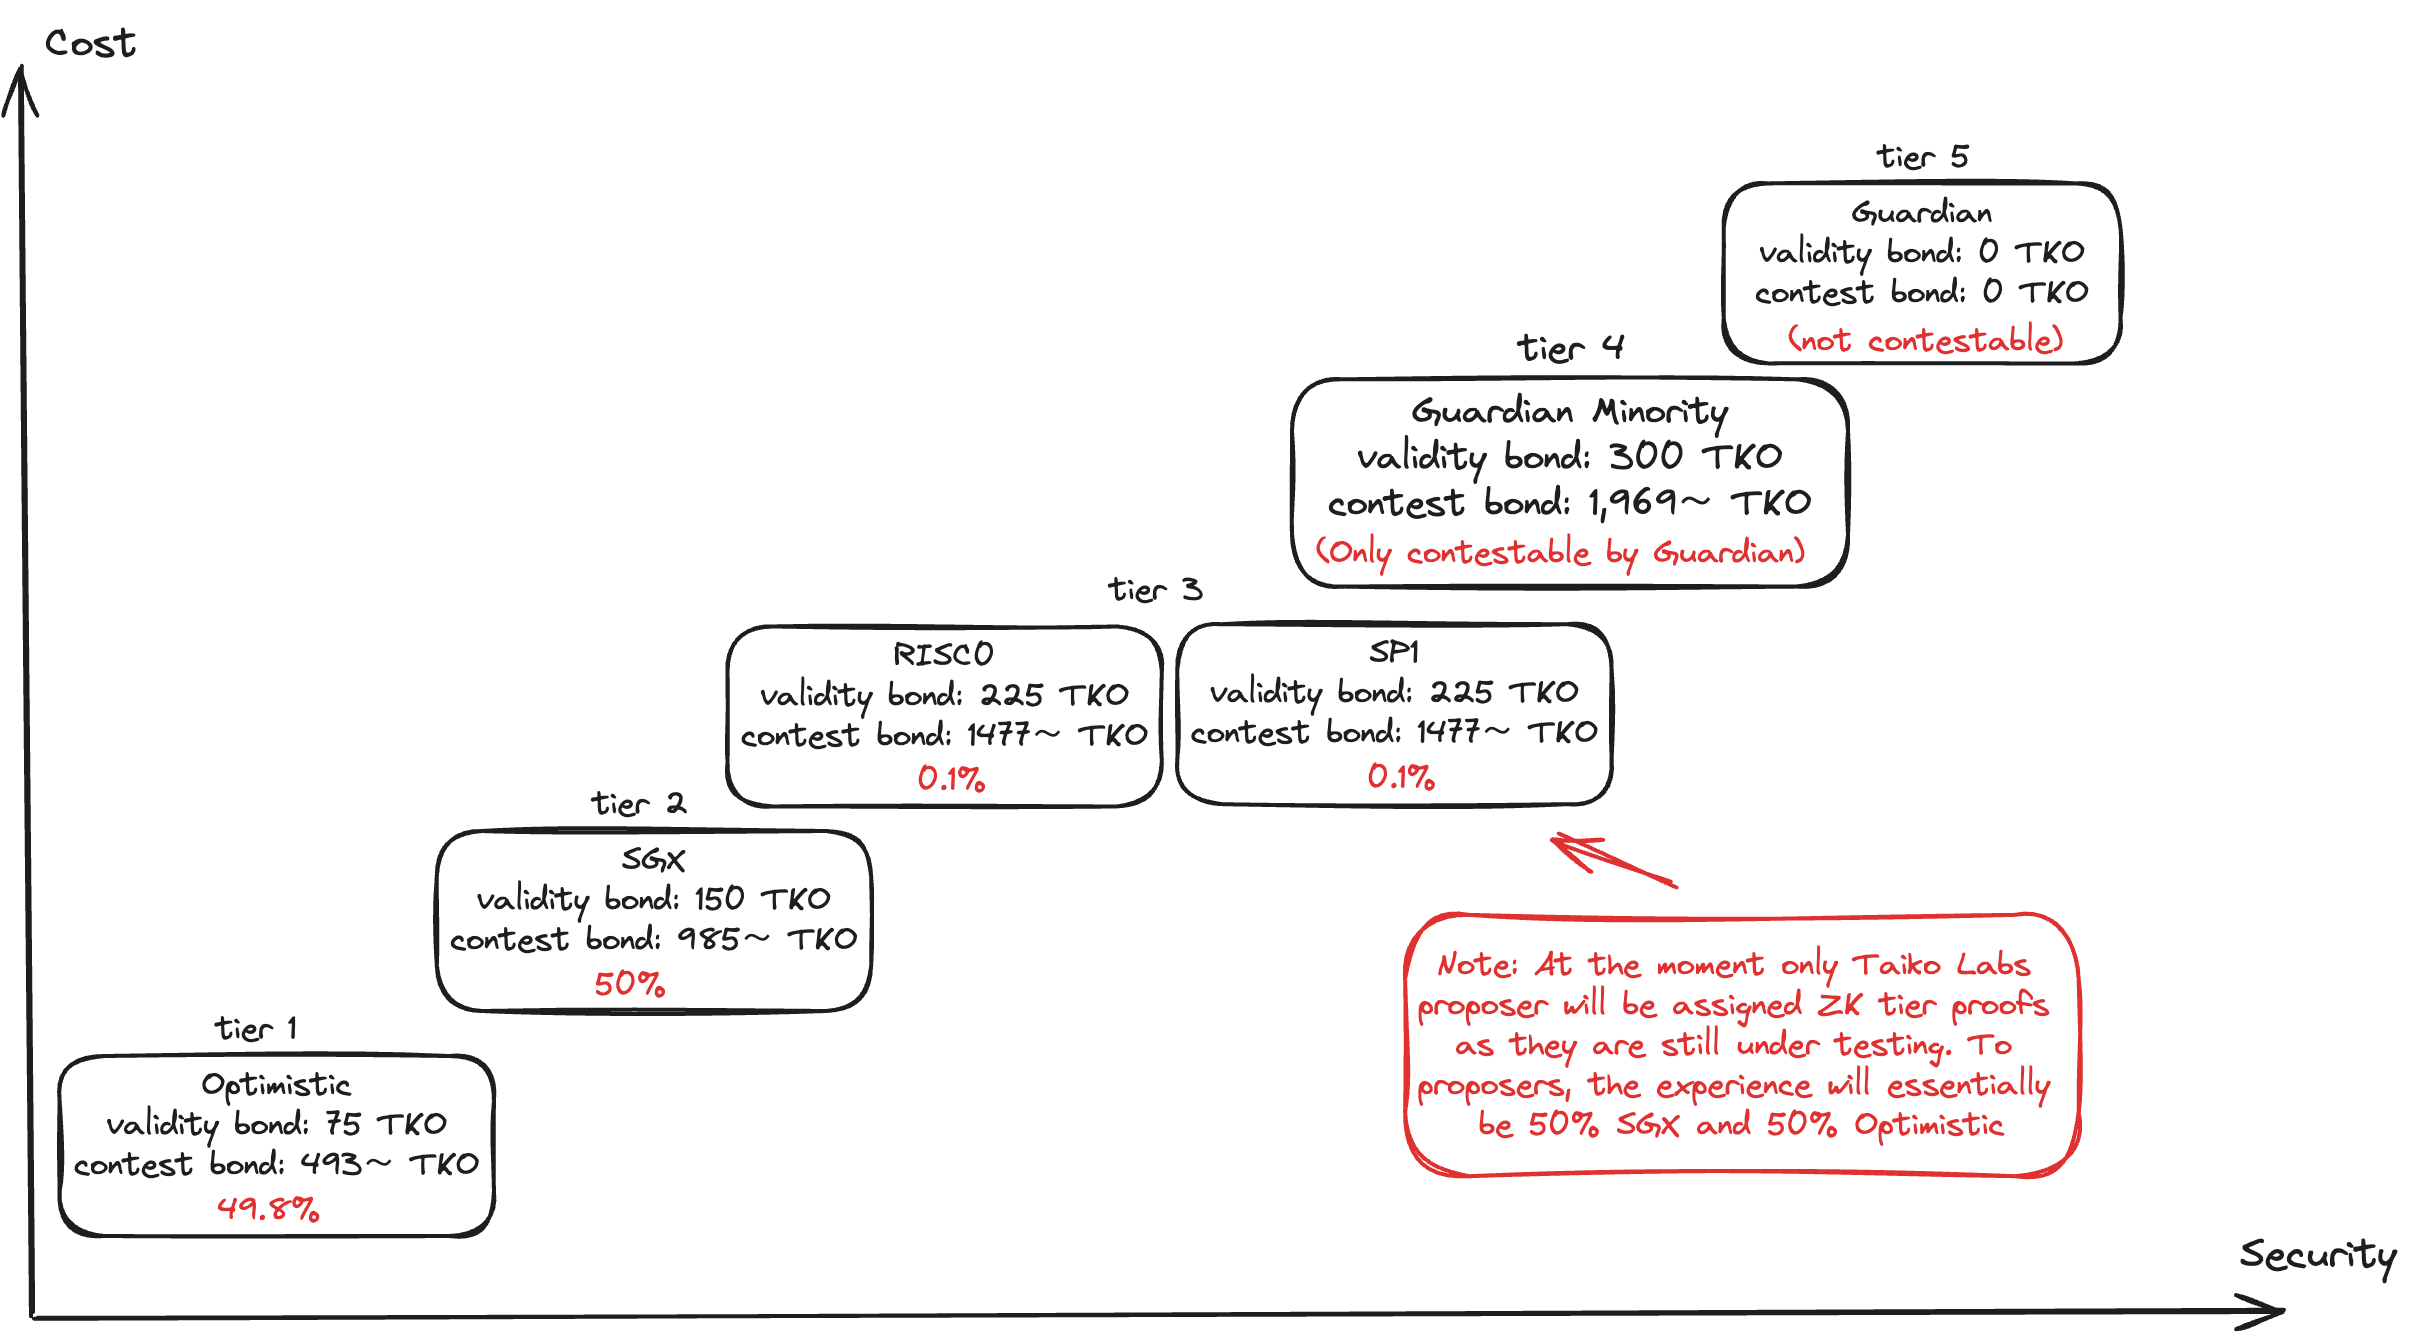 Cost
tier 5
Guardian
validity bond: 0 TKO
contest bond: 0 TKO
(not contestable)
tier 4
Guardian Minority
validity bond: 300 TKO
contest bond: 1,969~ TKO
(Only contestable by Guardian)
tier 3
RISC0
validity bond: 225 TKO
contest bond: 1477~ TKO
0.1%
SP1
validity bond: 225 TKO
contest bond: 1477~ TKO
0.1%
tier 2
SGX
validity bond: 150 TKO
contest bond: 985~ TKO
50%
Note: At the moment only Taiko Labs
proposer will be assigned ZK tier proofs
as they are still under testing. To
proposers, the experience will essentially
be 50% SGX and 50% Optimistic
tier 1
Optimistic
validity bond: 75 TKO
contest bond: 493~ TKO
49.8%
Security